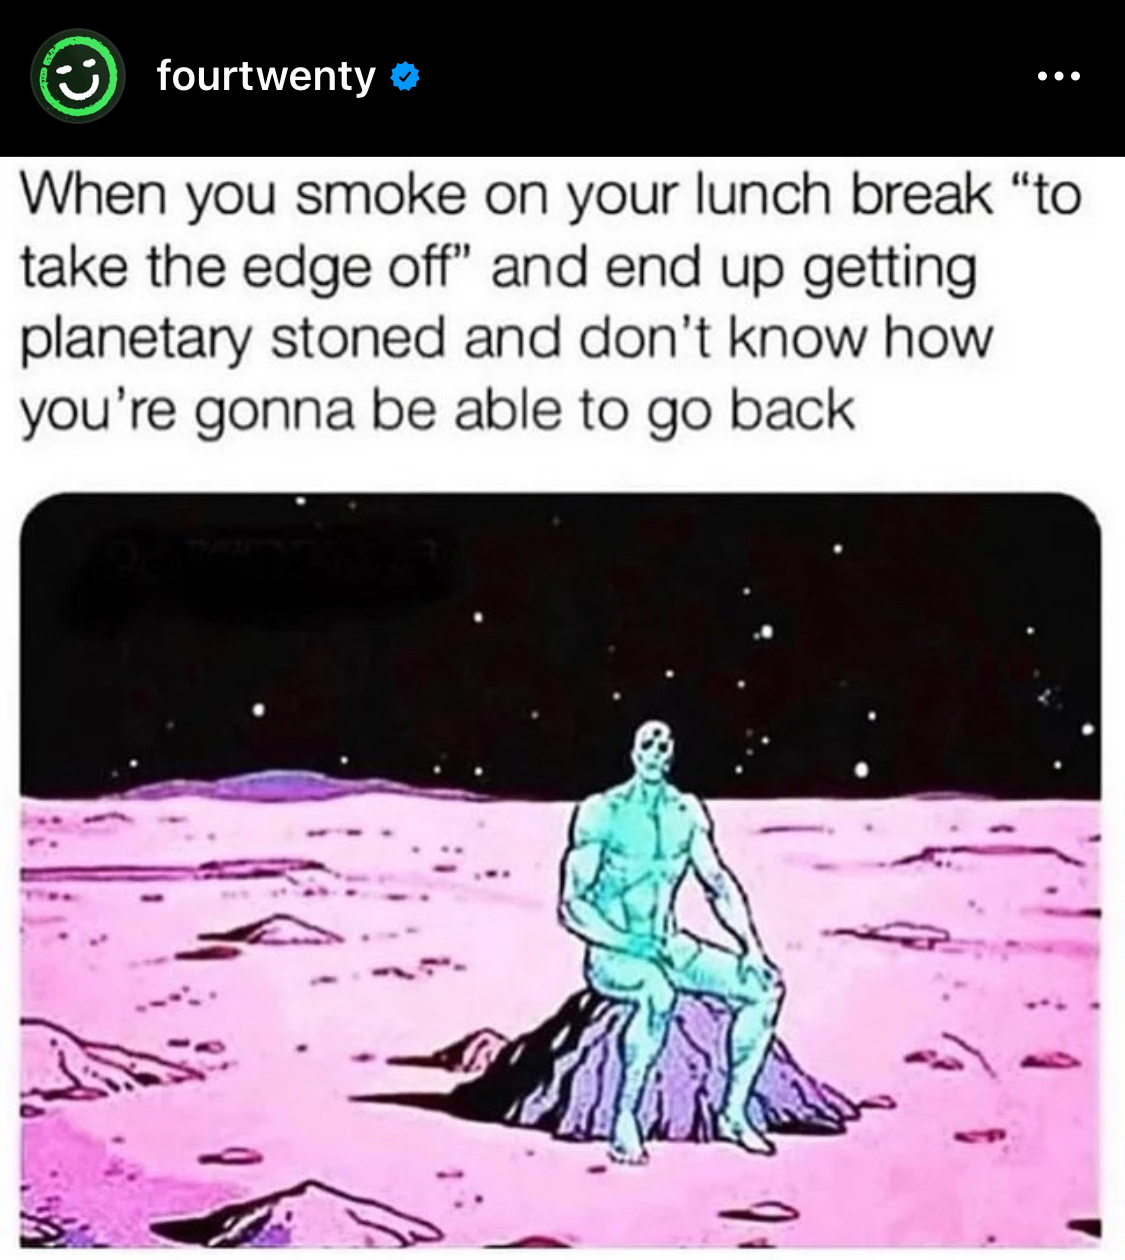 fourtwenty
When you smoke on your lunch break “to
take the edge off” and end up getting
planetary stoned and don’t know how
you’re gonna be able to go back